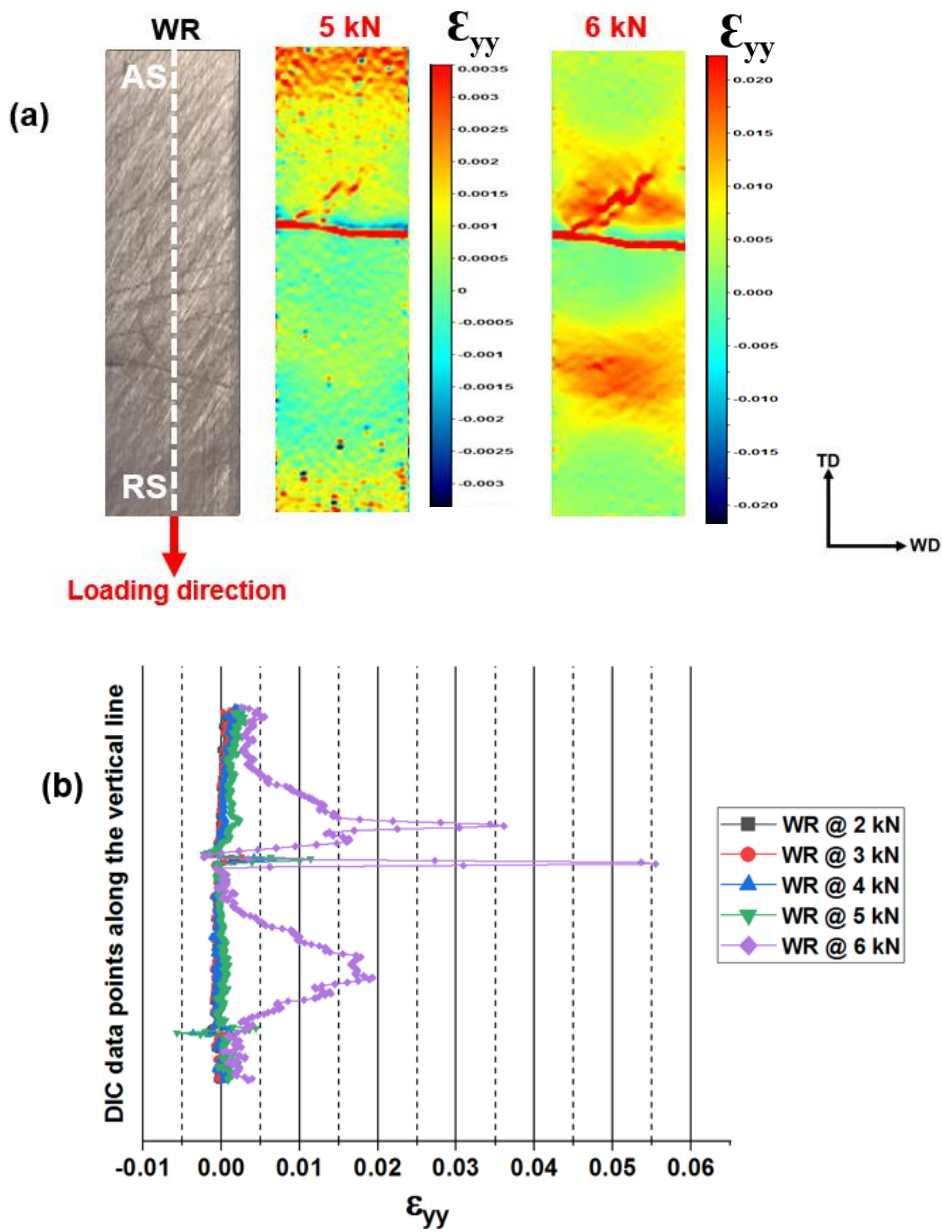 WR
5 kN
εyy
6 kN
εyy
(a)
AS
RS
Loading direction
0.0035
0.003
0.0025
0.002
0.0015
0.001
0.0005
0
-0.0005
-0.001
-0.0015
-0.002
-0.0025
-0.003
0.020
0.015
0.010
0.005
0.000
-0.005
-0.010
-0.015
-0.020
TD
WD
(b)
DIC data points along the vertical line
WR @ 2 kN
WR @ 3 kN
WR @ 4 kN
WR @ 5 kN
WR @ 6 kN
-0.01 0.00 0.01 0.02 0.03 0.04 0.05 0.06
εyy